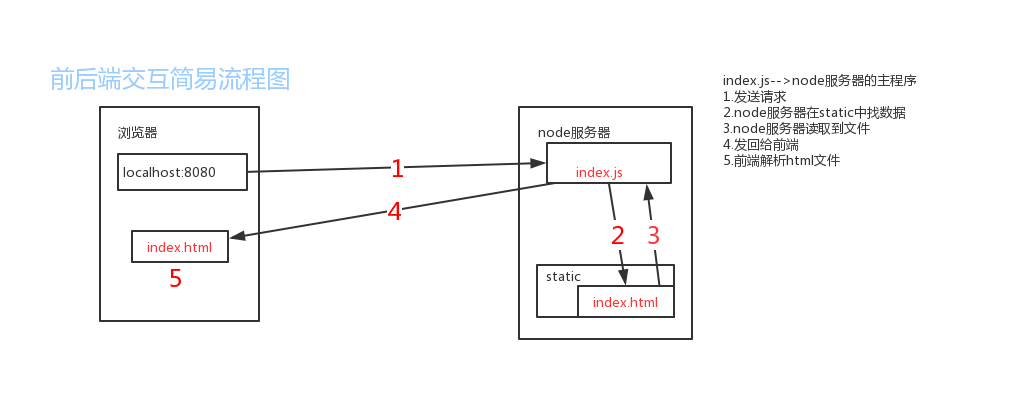 前后端交互简易流程图
浏览器
localhost:8080
index.html
5
1
4
node服务器
index.js
2
3
static
index.html
index.js-->node服务器的主程序
1.发送请求
2.node服务器在static中找数据
3.node服务器读取到文件
4.发回给前端
5.前端解析html文件